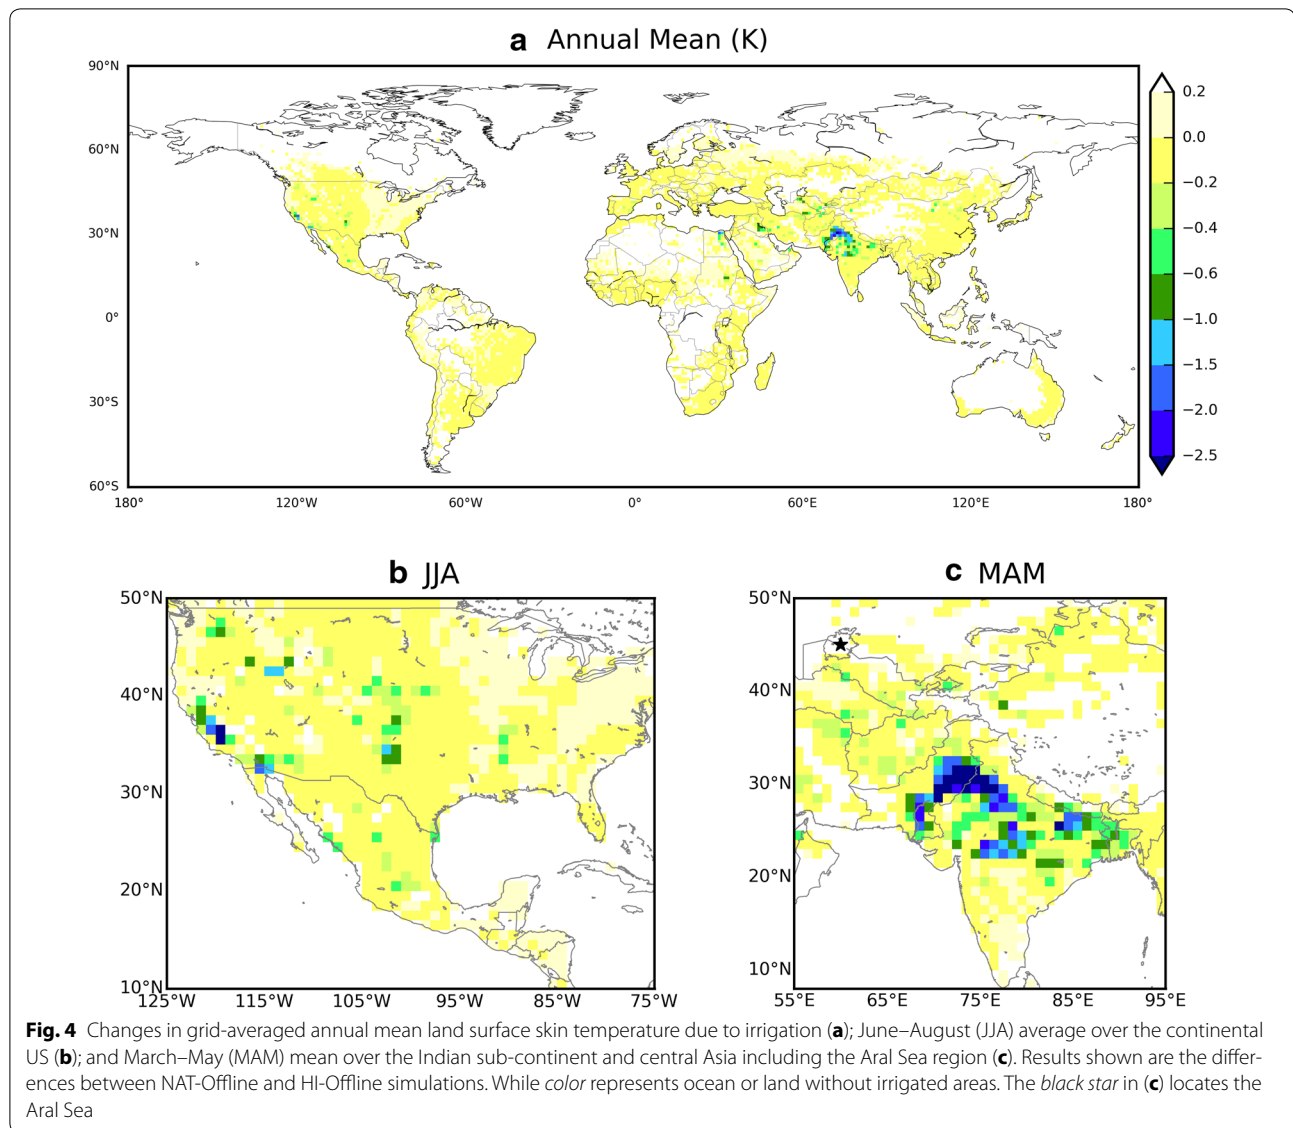 a Annual Mean (K)
90°N
60°N
30°N
0°
30°S
60°S
180° 120°W 60°W 0° 60°E 120°E 180°
0.2
0.0
−0.2
−0.4
−0.6
−1.0
−1.5
−2.0
−2.5
b JJA
50°N
40°N
30°N
20°N
10°N
125°W 115°W 105°W 95°W 85°W 75°W
c MAM
50°N
40°N
30°N
20°N
10°N
55°E 65°E 75°E 85°E 95°E
Fig. 4 Changes in grid-averaged annual mean land surface skin temperature due to irrigation (a); June–August (JJA) average over the continental
US (b); and March–May (MAM) mean over the Indian sub-continent and central Asia including the Aral Sea region (c). Results shown are the differ-
ences between NAT-Offline and HI-Offline simulations. While color represents ocean or land without irrigated areas. The black star in (c) locates the
Aral Sea